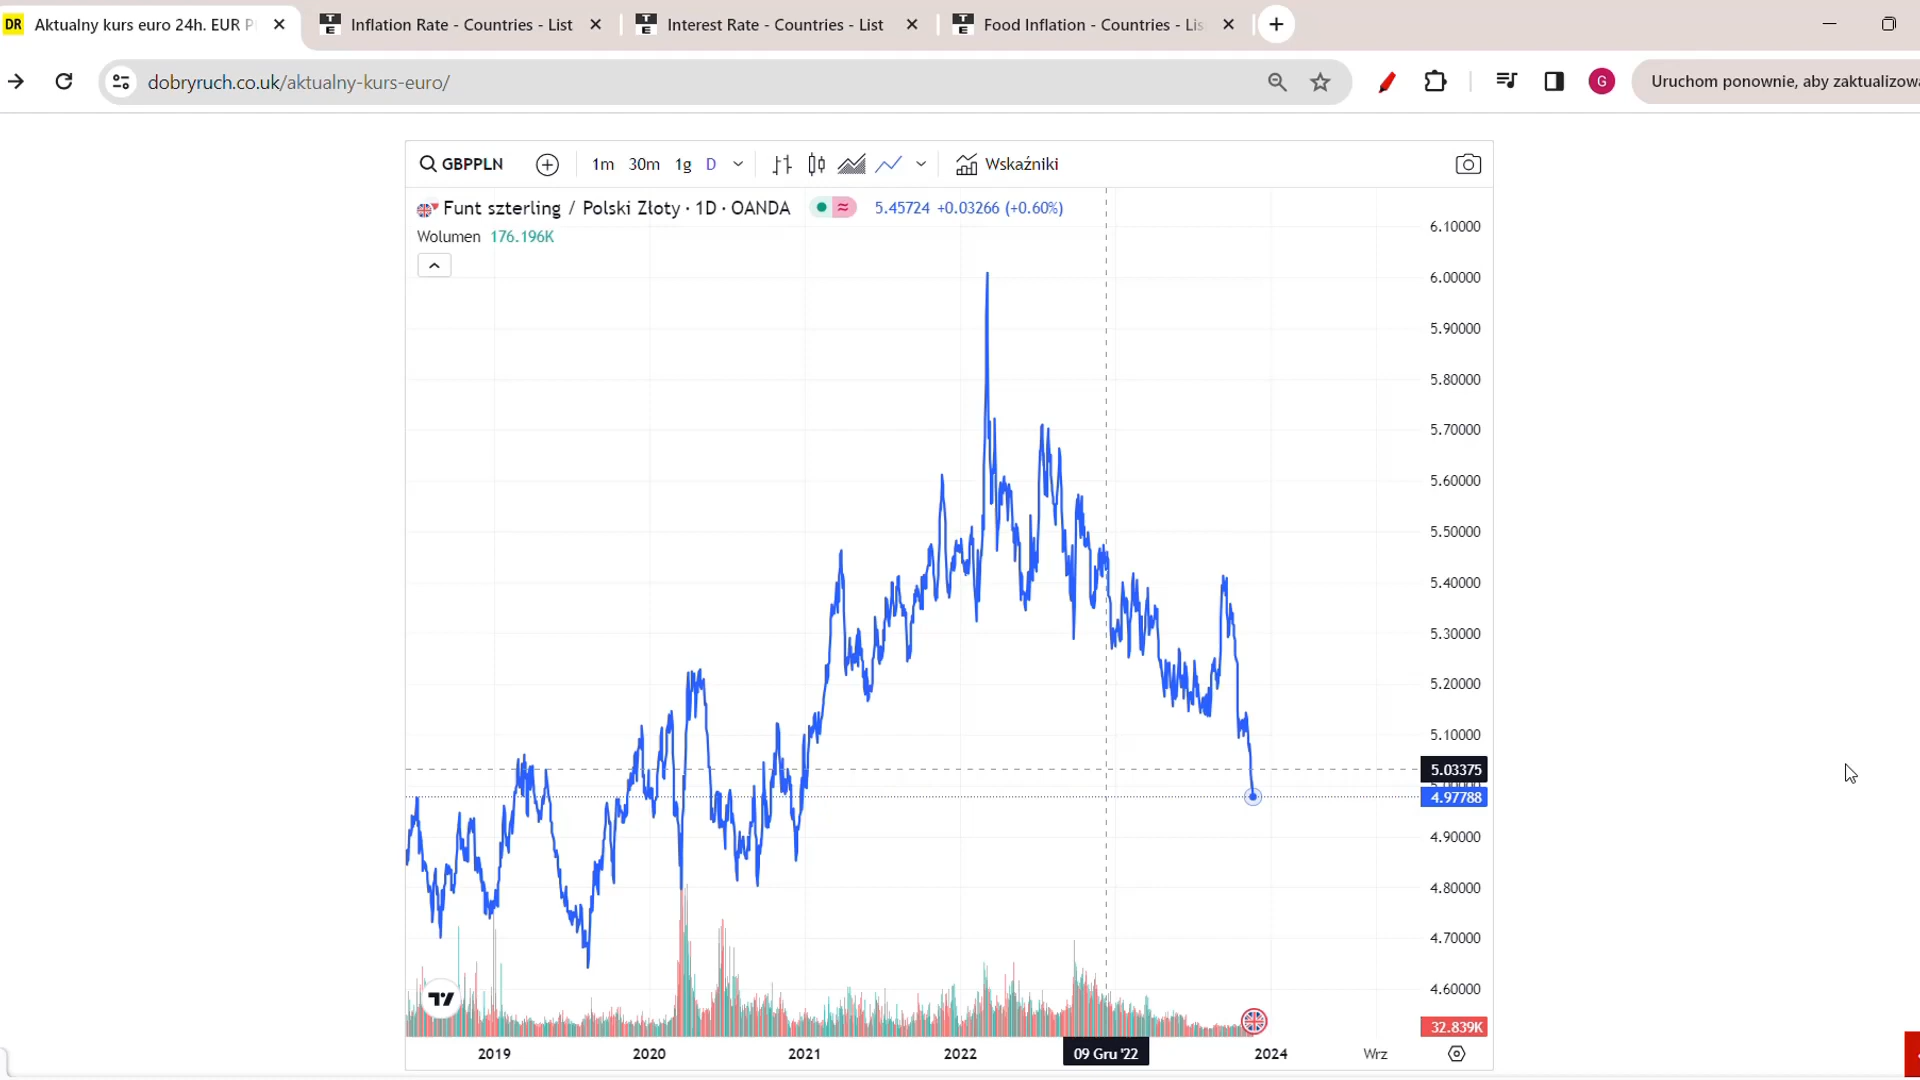 DR Aktualny kurs euro 24h. EUR P
TE Inflation Rate - Countries - List
TE Interest Rate - Countries - List
TE Food Inflation - Countries - Lis
dobryruch.co.uk/aktualny-kurs-euro/
G
Uruchom ponownie, aby zaktualizowa
GBPPLN
1m 30m 1g D
Wskaźniki
Funt szterling / Polski Złoty · 1D · OANDA
5.45724 +0.03266 (+0.60%)
Wolumen 176.196K
6.10000
6.00000
5.90000
5.80000
5.70000
5.60000
5.50000
5.40000
5.30000
5.20000
5.10000
5.03375
4.97788
4.90000
4.80000
4.70000
4.60000
32.839K
2019 2020 2021 2022 09 Gru '22 2024 Wrz